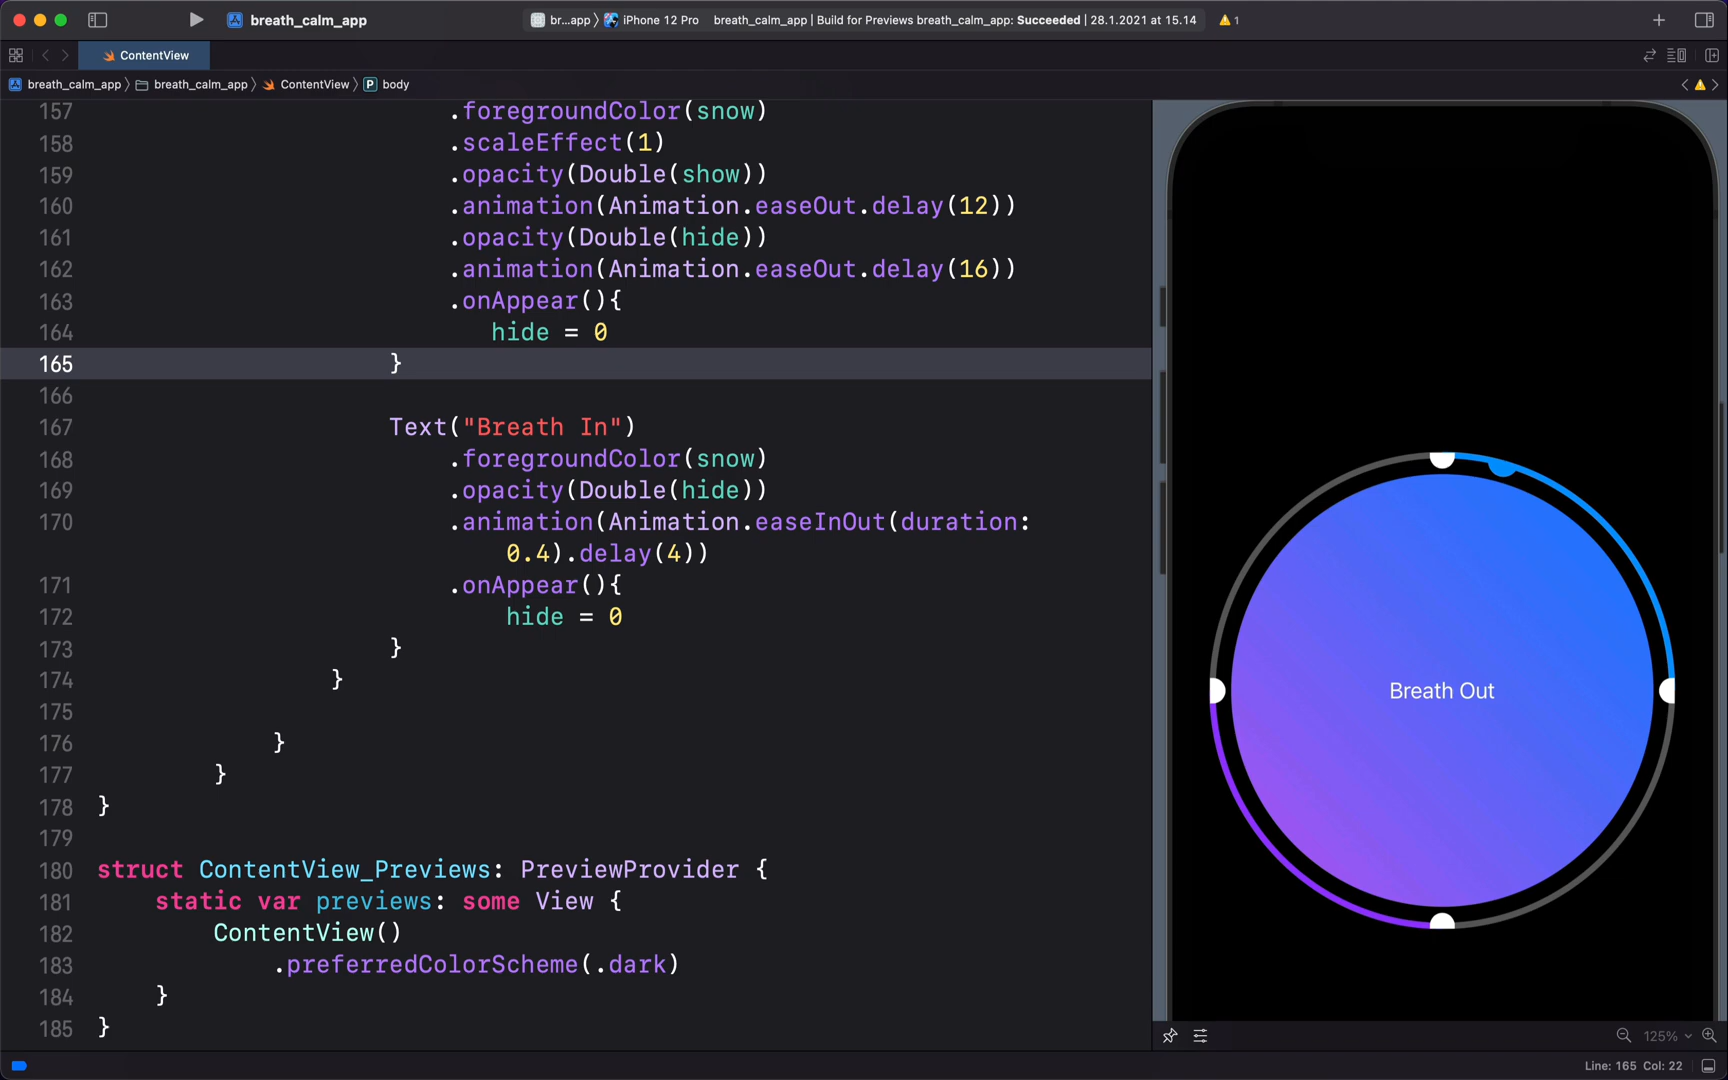 breath_calm_app
br...app 〉 iPhone 12 Pro breath_calm_app | Build for Previews breath_calm_app: Succeeded | 28.1.2021 at 15.14
1
ContentView
breath_calm_app 〉 breath_calm_app 〉 ContentView 〉 P body
157 .foregroundColor(snow)
158 .scaleEffect(1)
159 .opacity(Double(show))
160 .animation(Animation.easeOut.delay(12))
161 .opacity(Double(hide))
162 .animation(Animation.easeOut.delay(16))
163 .onAppear(){
164 hide = 0
165 }
166
167 Text("Breath In")
168 .foregroundColor(snow)
169 .opacity(Double(hide))
170 .animation(Animation.easeInOut(duration:
0.4).delay(4))
171 .onAppear(){
172 hide = 0
173 }
174 }
175
176 }
177 }
178 }
179
180 struct ContentView_Previews: PreviewProvider {
181 static var previews: some View {
182 ContentView()
183 .preferredColorScheme(.dark)
184 }
185 }
Breath Out
125%
Line: 165 Col: 22